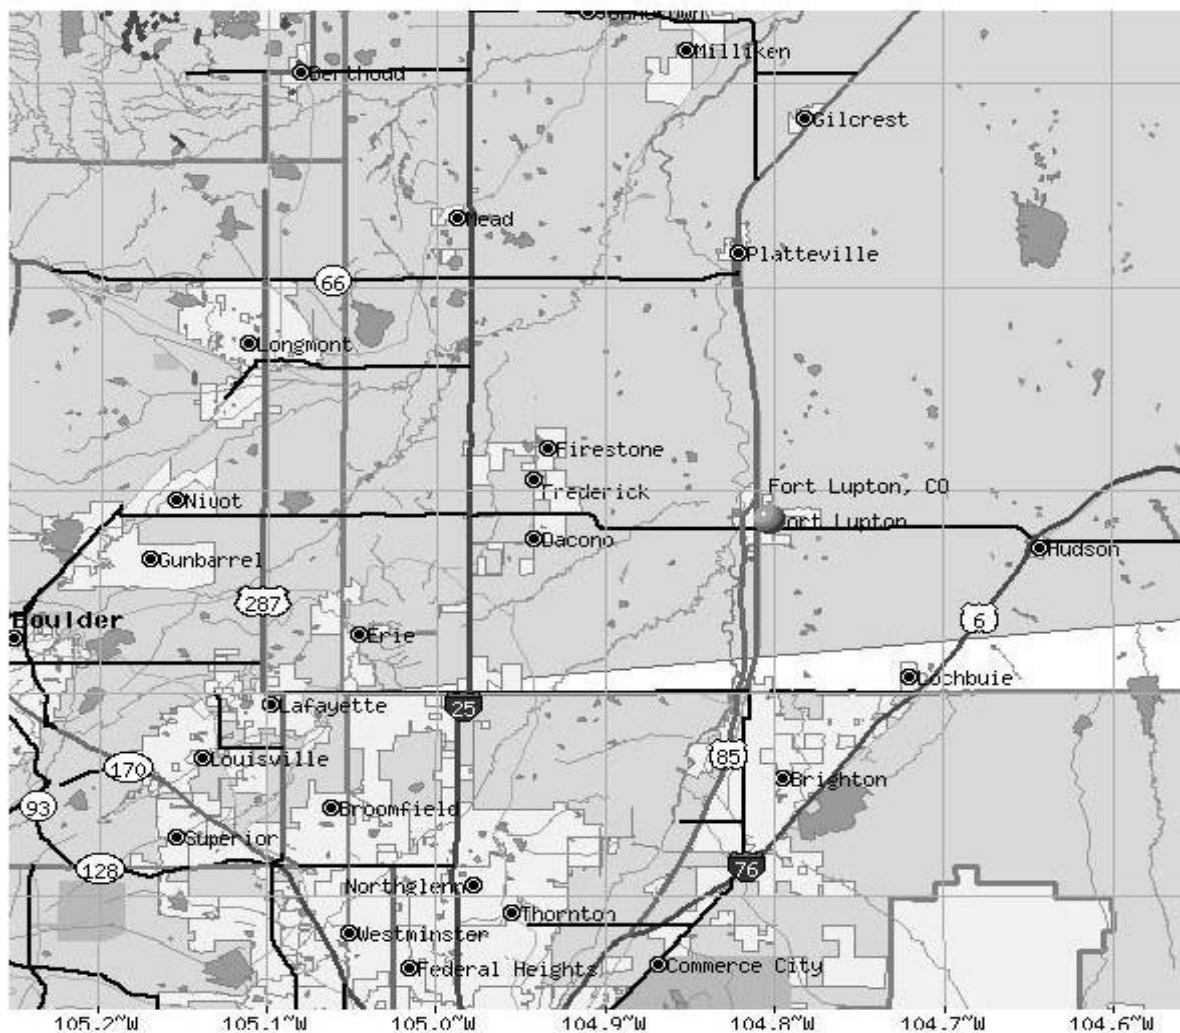 Milliken
Berthoud
Gilcrest
Mead
Platteville
66
Longmont
Firestone
Frederick
Fort Lupton, CO
Niwot
Fort Lupton
Dacono
Hudson
Gunbarrel
287
6
Boulder
Erie
Lochbuie
Lafayette
25
85
Louisville
170
Brighton
93
Broomfield
Superior
128
76
Northglenn
Thornton
Westminster
Federal Heights
Commerce City
105.2°W 105.1°W 105.0°W 104.9°W 104.8°W 104.7°W 104.6°W